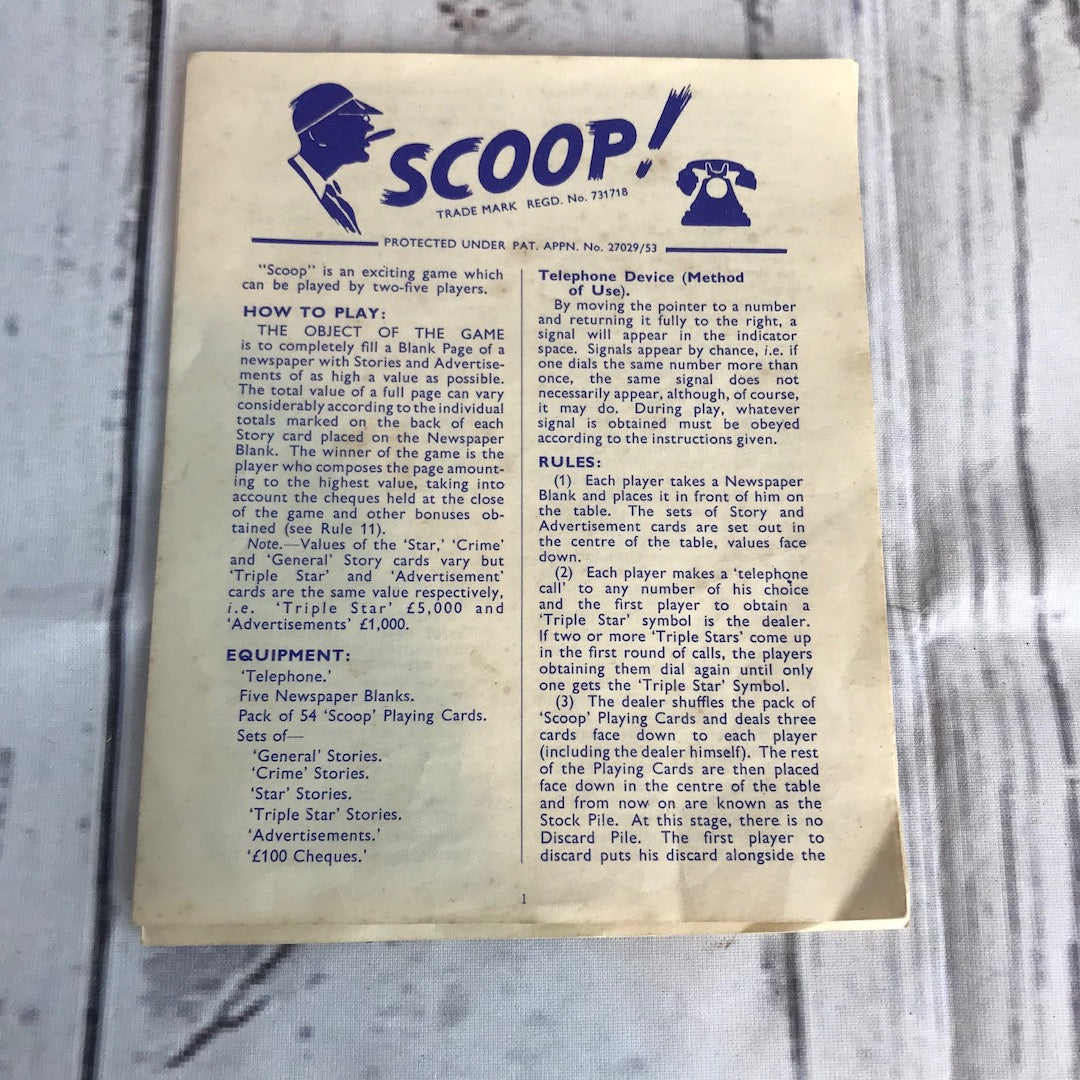 SCOOP!
TRADE MARK REGD. No. 731718
PROTECTED UNDER PAT. APPN. No. 27029/53
"Scoop" is an exciting game which
can be played by two-five players.
HOW TO PLAY:
THE OBJECT OF THE GAME
is to completely fill a Blank Page of a
newspaper with Stories and Advertise-
ments of as high a value as possible.
The total value of a full page can vary
considerably according to the individual
totals marked on the back of each
Story card placed on the Newspaper
Blank. The winner of the game is the
player who composes the page amount-
ing to the highest value, taking into
account the cheques held at the close
of the game and other bonuses ob-
tained (see Rule 11).
Note.—Values of the 'Star,' 'Crime'
and 'General' Story cards vary but
'Triple Star' and 'Advertisement'
cards are the same value respectively,
i.e. 'Triple Star' £5,000 and
'Advertisements' £1,000.
EQUIPMENT:
'Telephone.'
Five Newspaper Blanks.
Pack of 54 'Scoop' Playing Cards.
Sets of—
'General' Stories.
'Crime' Stories.
'Star' Stories.
'Triple Star' Stories.
'Advertisements.'
'£100 Cheques.'
Telephone Device (Method
of Use).
By moving the pointer to a number
and returning it fully to the right, a
signal will appear in the indicator
space. Signals appear by chance, i.e. if
one dials the same number more than
once, the same signal does not
necessarily appear, although, of course,
it may do. During play, whatever
signal is obtained must be obeyed
according to the instructions given.
RULES:
(1) Each player takes a Newspaper
Blank and places it in front of him on
the table. The sets of Story and
Advertisement cards are set out in
the centre of the table, values face
down.
(2) Each player makes a 'telephone
call' to any number of his choice
and the first player to obtain a
'Triple Star' symbol is the dealer.
If two or more 'Triple Stars' come up
in the first round of calls, the players
obtaining them dial again until only
one gets the 'Triple Star' Symbol.
(3) The dealer shuffles the pack of
'Scoop' Playing Cards and deals three
cards face down to each player
(including the dealer himself). The rest
of the Playing Cards are then placed
face down in the centre of the table
and from now on are known as the
Stock Pile. At this stage, there is no
Discard Pile. The first player to
discard puts his discard alongside the
1